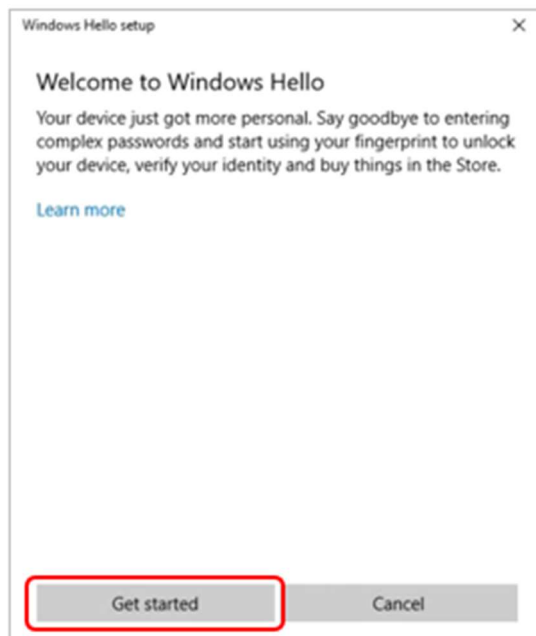 Windows Hello setup
Welcome to Windows Hello
Your device just got more personal. Say goodbye to entering
complex passwords and start using your fingerprint to unlock
your device, verify your identity and buy things in the Store.
Learn more
Get started
Cancel